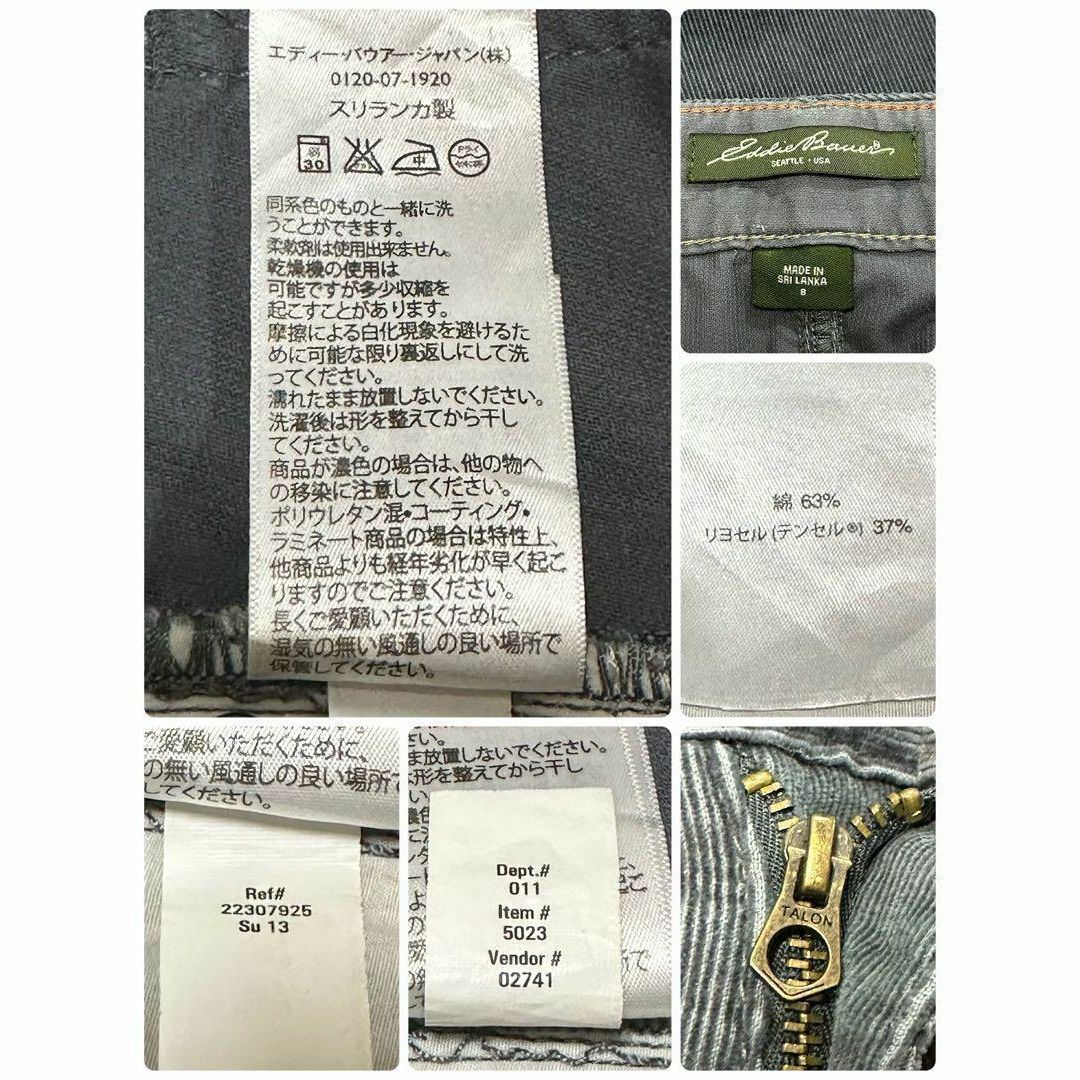 エディー・バウアー・ジャパン(株)
0120-07-1920
スリランカ製
30 中 ドライ
同系色のものと一緒に洗
うことができます。
柔軟剤は使用出来ません。
乾燥機の使用は
可能ですが多少収縮を
起こすことがあります。
摩擦による白化現象を避けるた
めに可能な限り裏返しにして洗
ってください。
濡れたまま放置しないでください。
洗濯後は形を整えてから干し
てください。
商品が濃色の場合は、他の物へ
の移染に注意してください。
ポリウレタン混・コーティング・
ラミネート商品の場合は特性上、
他商品よりも経年劣化が早く起こ
りますのでご注意ください。
長くご愛顧いただくために、
湿気の無い風通しの良い場所で
保管してください。
Eddie Bauer®
SEATTLE · USA
MADE IN
SRI LANKA
8
綿 63%
リヨセル (テンセル®) 37%
ご愛顧いただくために、
の無い風通しの良い場所で
してください。
Ref#
22307925
Su 13
さい。
ま放置しないでください。
形を整えてから干し
い。
Dept.#
011
Item #
5023
Vendor #
02741
TALON